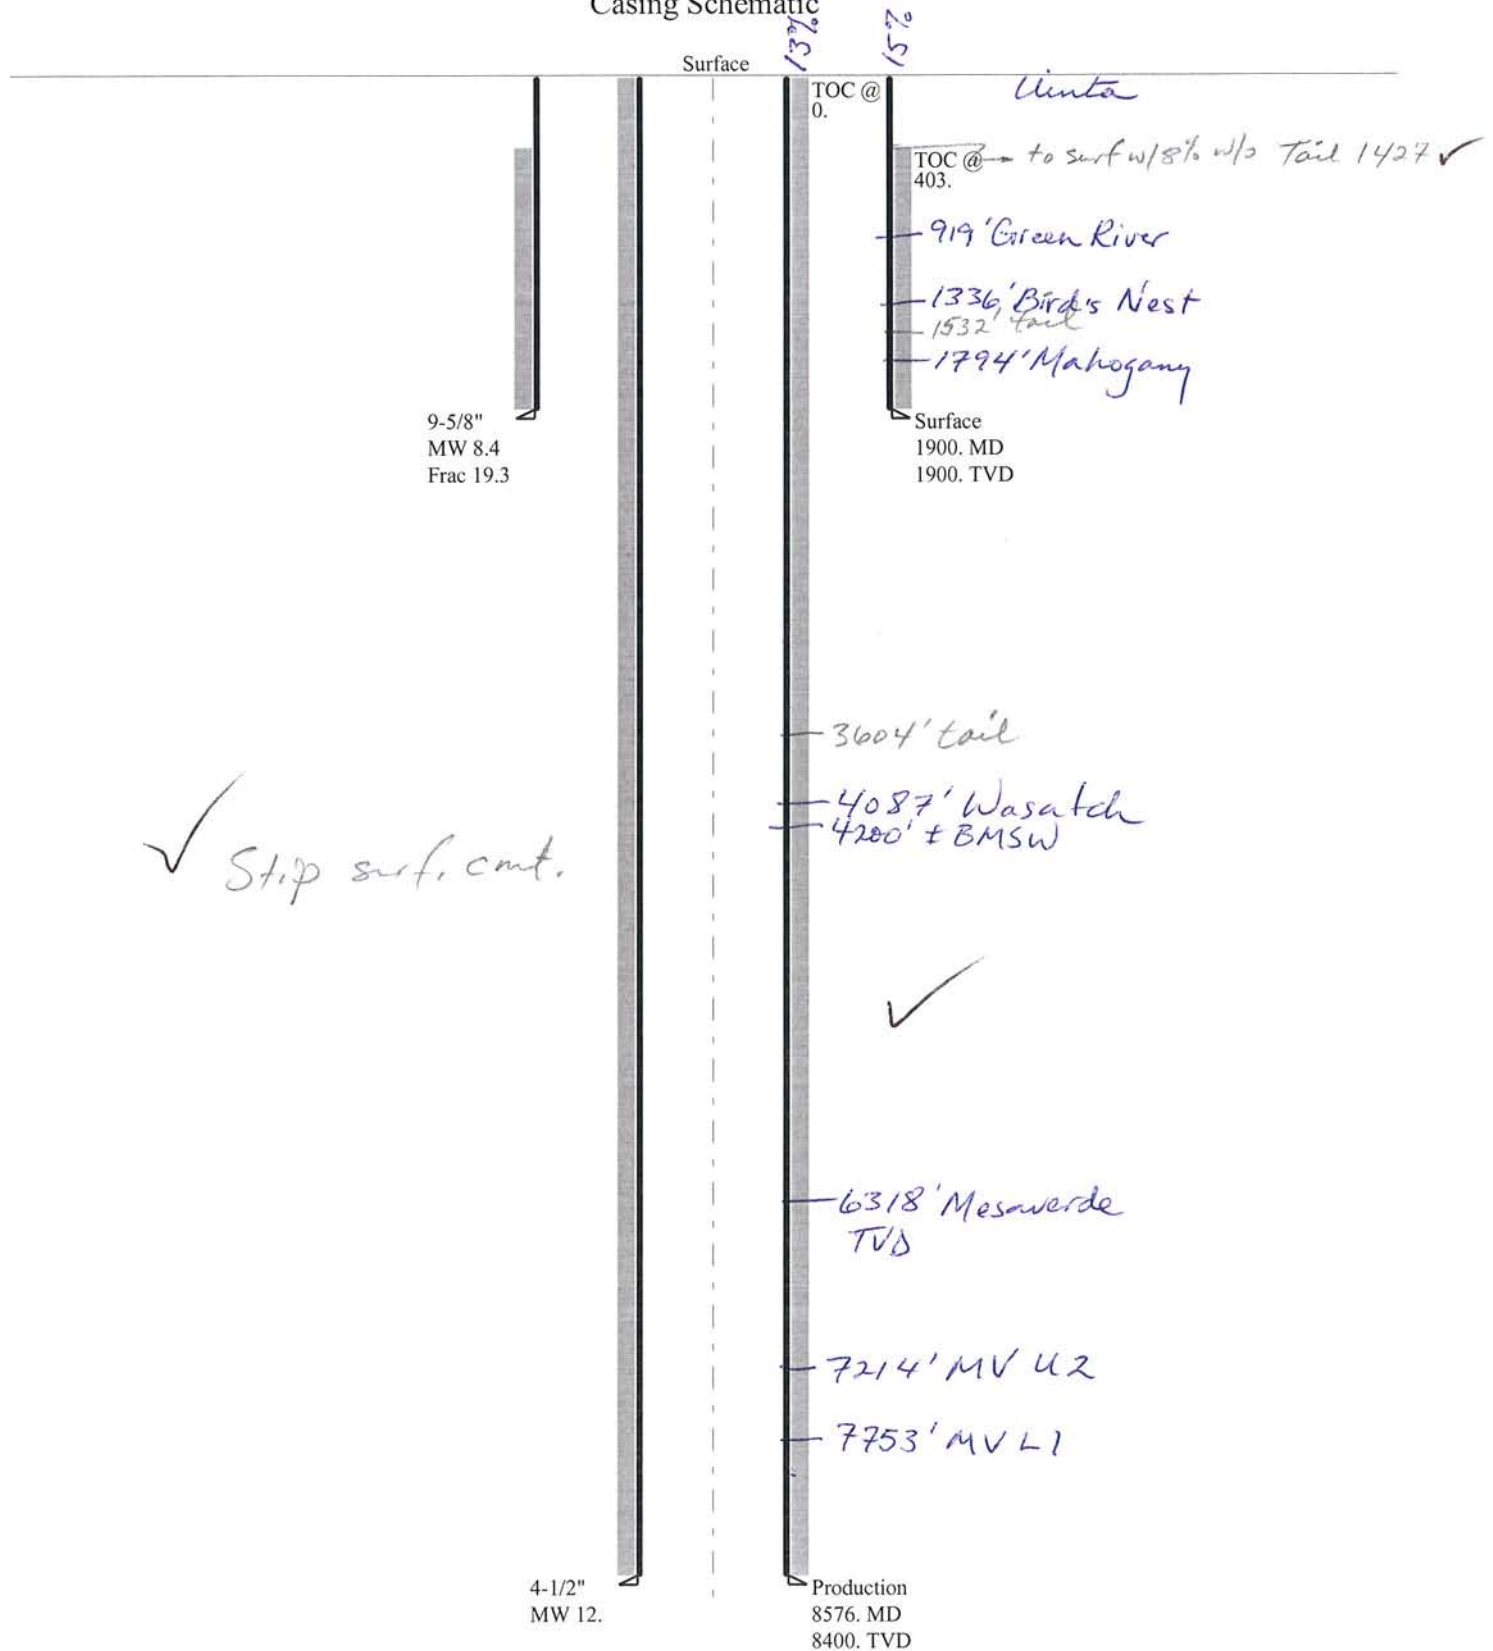 Casing Schematic
13%
15%
Surface
Uinta
TOC @
0.
TOC @ → to surf w/ 8% w/o Tail 1427 ✓
403.
919' Green River
1336' Bird's Nest
1532' tail
1794' Mahogany
9-5/8"
MW 8.4
Frac 19.3
Surface
1900. MD
1900. TVD
3604' tail
4087' Wasatch
4200' ± BMSW
✓ Stip surf. cmt.
✓
6318' Mesaverde
TVD
7214' MV U2
7753' MV L1
4-1/2"
MW 12.
Production
8576. MD
8400. TVD